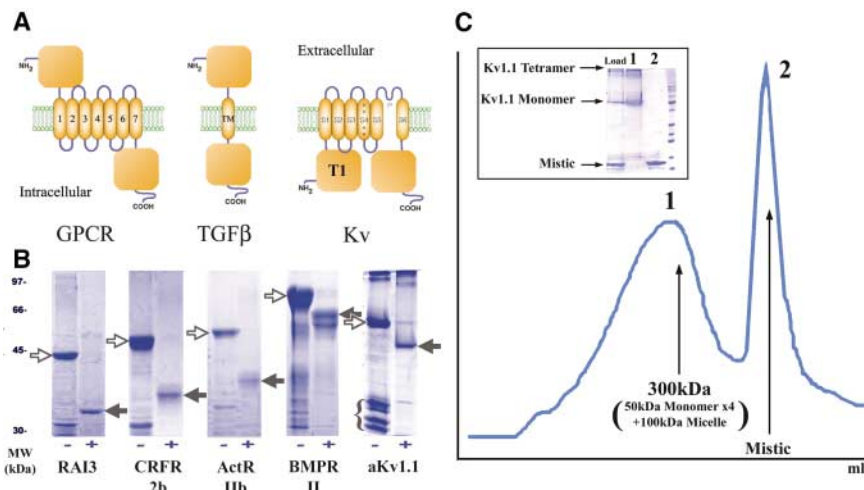 A
NH2
1 2 3 4 5 6 7
Intracellular
COOH
GPCR
NH2
TM
COOH
TGFβ
Extracellular
S1 S2 S3 S4 S5 S6
NH2
T1
COOH
Kv
B
97-
66-
45-
30-
MW
(kDa)
- +
RAI3
- +
CRFR
2b
- +
ActR
IIb
- +
BMPR
II
- +
aKv1.1
C
Load 1 2
Kv1.1 Tetramer
Kv1.1 Monomer
Mistic
1
2
300kDa
(50kDa Monomer x4
+100kDa Micelle)
Mistic
ml